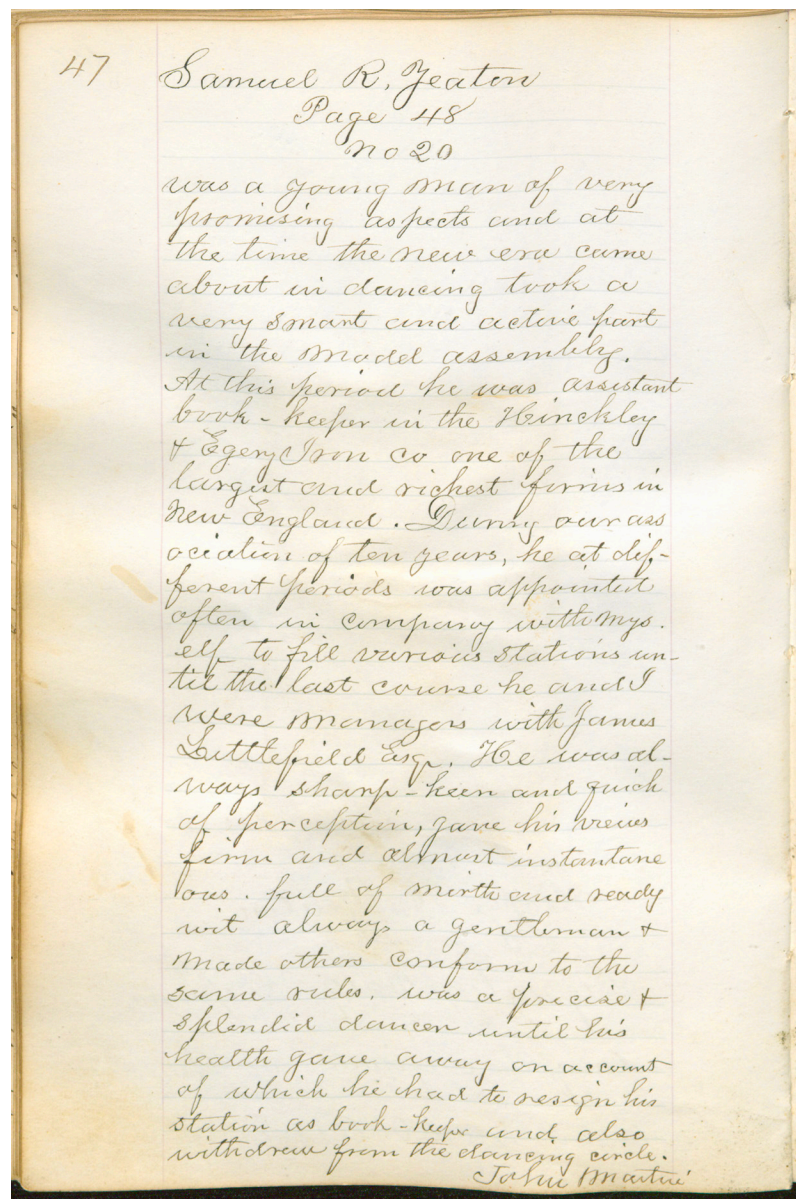 47
Samuel R. Yeaton
Page 48
no 20
was a young man of very
promising aspects and at
the time the new era came
about in dancing took a
very smart and active part
in the Model assembly.
At this period he was assistant
book - keeper in the Hinckley
& Egery Iron co one of the
largest and richest firms in
New England. During our ass
ociation of ten years, he at dif-
ferent periods was appointed
often in company with mys.
elf to fill various stations un-
til the last course he and I
were managers with James
Littlefield Esqr. He was al-
ways sharp - keen and quick
of perception, gave his views
firm and almost instantane
ous. full of mirth and ready
wit always a gentleman &
made others conform to the
same rules. was a precise &
splendid dancer until his
health gave away on account
of which he had to resign his
station as book - keeper and also
withdrew from the dancing circle.
John Martin